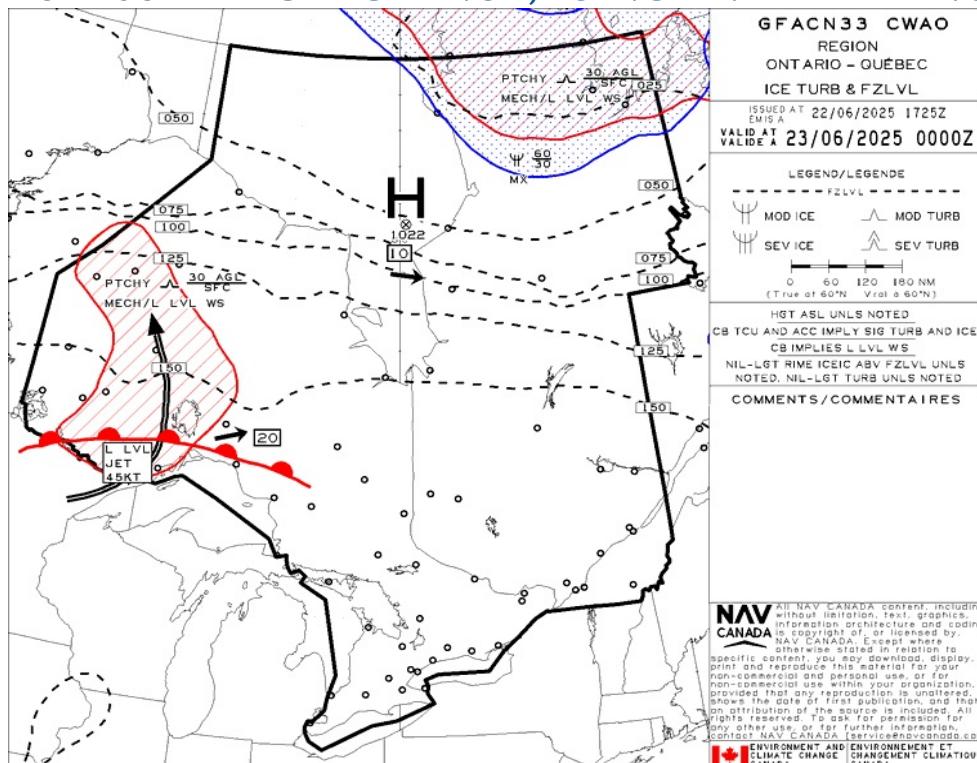 GFACN33 CWAO
REGION
ONTARIO - QUÉBEC
ICE TURB & FZLVL
ISSUED AT 22/06/2025 1725Z
ÉMIS A
VALID AT 23/06/2025 0000Z
VALIDE A
LEGEND/LÉGENDE
FZLVL
MOD ICE
MOD TURB
SEV ICE
SEV TURB
0 60 120 180 NM
(True at 60°N Vrai à 60°N)
HGT ASL UNLS NOTED
CB TCU AND ACC IMPLY SIG TURB AND ICE
CB IMPLIES L LVL WS
NIL-LGT RIME ICEIC ABV FZLVL UNLS
NOTED. NIL-LGT TURB UNLS NOTED
COMMENTS/COMMENTAIRES
PTCHY 30 AGL
SFC
MECH/L LVL WS
025
050
60
30
MX
050
075
100
125
H
1022
10
075
100
PTCHY 30 AGL
SFC
MECH/L LVL WS
125
150
150
20
L LVL
JET
45KT
NAV
CANADA
All NAV CANADA content, includin
without limitation, text, graphics,
information architecture and codin
is copyright of, or licensed by,
NAV CANADA. Except where
otherwise stated in relation to
specific content, you may download, display,
print and reproduce this material for your
non-commercial and personal use, or for
non-commercial use within your organization,
provided that any reproduction is unaltered,
shows the date of first publication, and that
an attribution of the source is included. All
rights reserved. To ask for permission for
any other use, or for further information,
contact NAV CANADA [service@navcanada.ca
ENVIRONMENT AND
CLIMATE CHANGE
CANADA
ENVIRONNEMENT ET
CHANGEMENT CLIMATIQU
CANADA